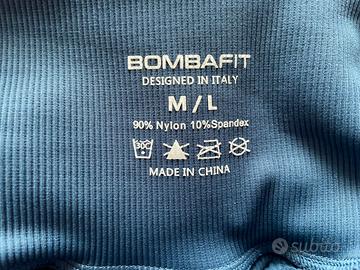 BOMBAFIT
DESIGNED IN ITALY
M/L
90% Nylon 10%Spandex
MADE IN CHINA
subito